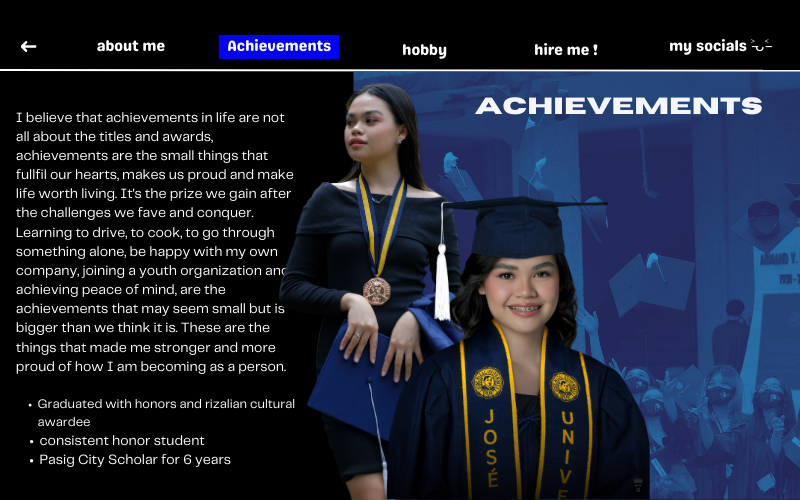 about me
Achievements
hobby
hire me !
my socials
ACHIEVEMENTS
I believe that achievements in life are not
all about the titles and awards,
achievements are the small things that
fullfil our hearts, makes us proud and make
life worth living. It's the prize we gain after
the challenges we fave and conquer.
Learning to drive, to cook, to go through
something alone, be happy with my own
company, joining a youth organization and
achieving peace of mind, are the
achievements that may seem small but is
bigger than we think it is. These are the
things that made me stronger and more
proud of how I am becoming as a person.
• Graduated with honors and rizalian cultural
awardee
• consistent honor student
• Pasig City Scholar for 6 years
JOSÉ
UNIVE